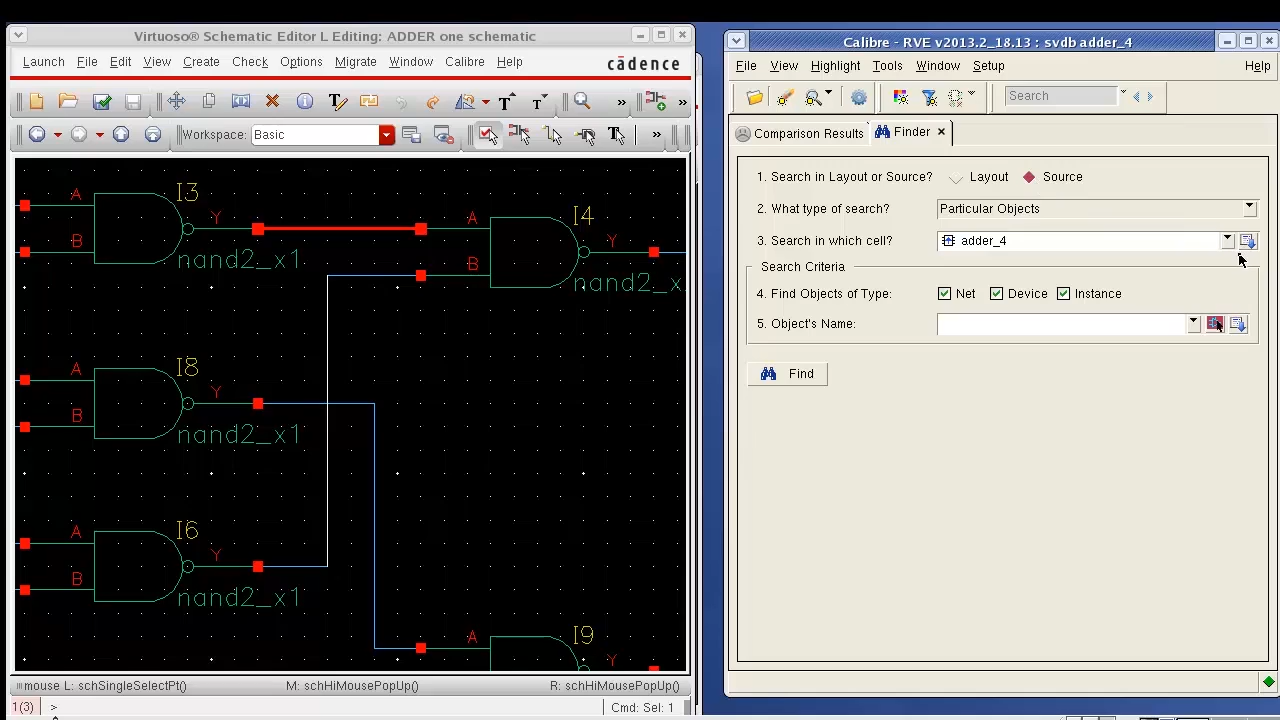 Virtuoso® Schematic Editor L Editing: ADDER one schematic
Launch File Edit View Create Check Options Migrate Window Calibre Help
cādence
T T »  »
Workspace: Basic T »
A I3
Y
B
nand2_x1
A I4
Y
B
nand2_x
A I8
Y
B
nand2_x1
A I6
Y
B
nand2_x1
A I9
Y
mouse L: schSingleSelectPt() M: schHiMousePopUp() R: schHiMousePopUp()
1(3) > Cmd: Sel: 1
Calibre - RVE v2013.2_18.13 : svdb adder_4
File View Highlight Tools Window Setup Help
Search
Comparison Results Finder
1. Search in Layout or Source? Layout Source
2. What type of search? Particular Objects
3. Search in which cell? adder_4
Search Criteria
4. Find Objects of Type: Net Device Instance
5. Object's Name:
Find